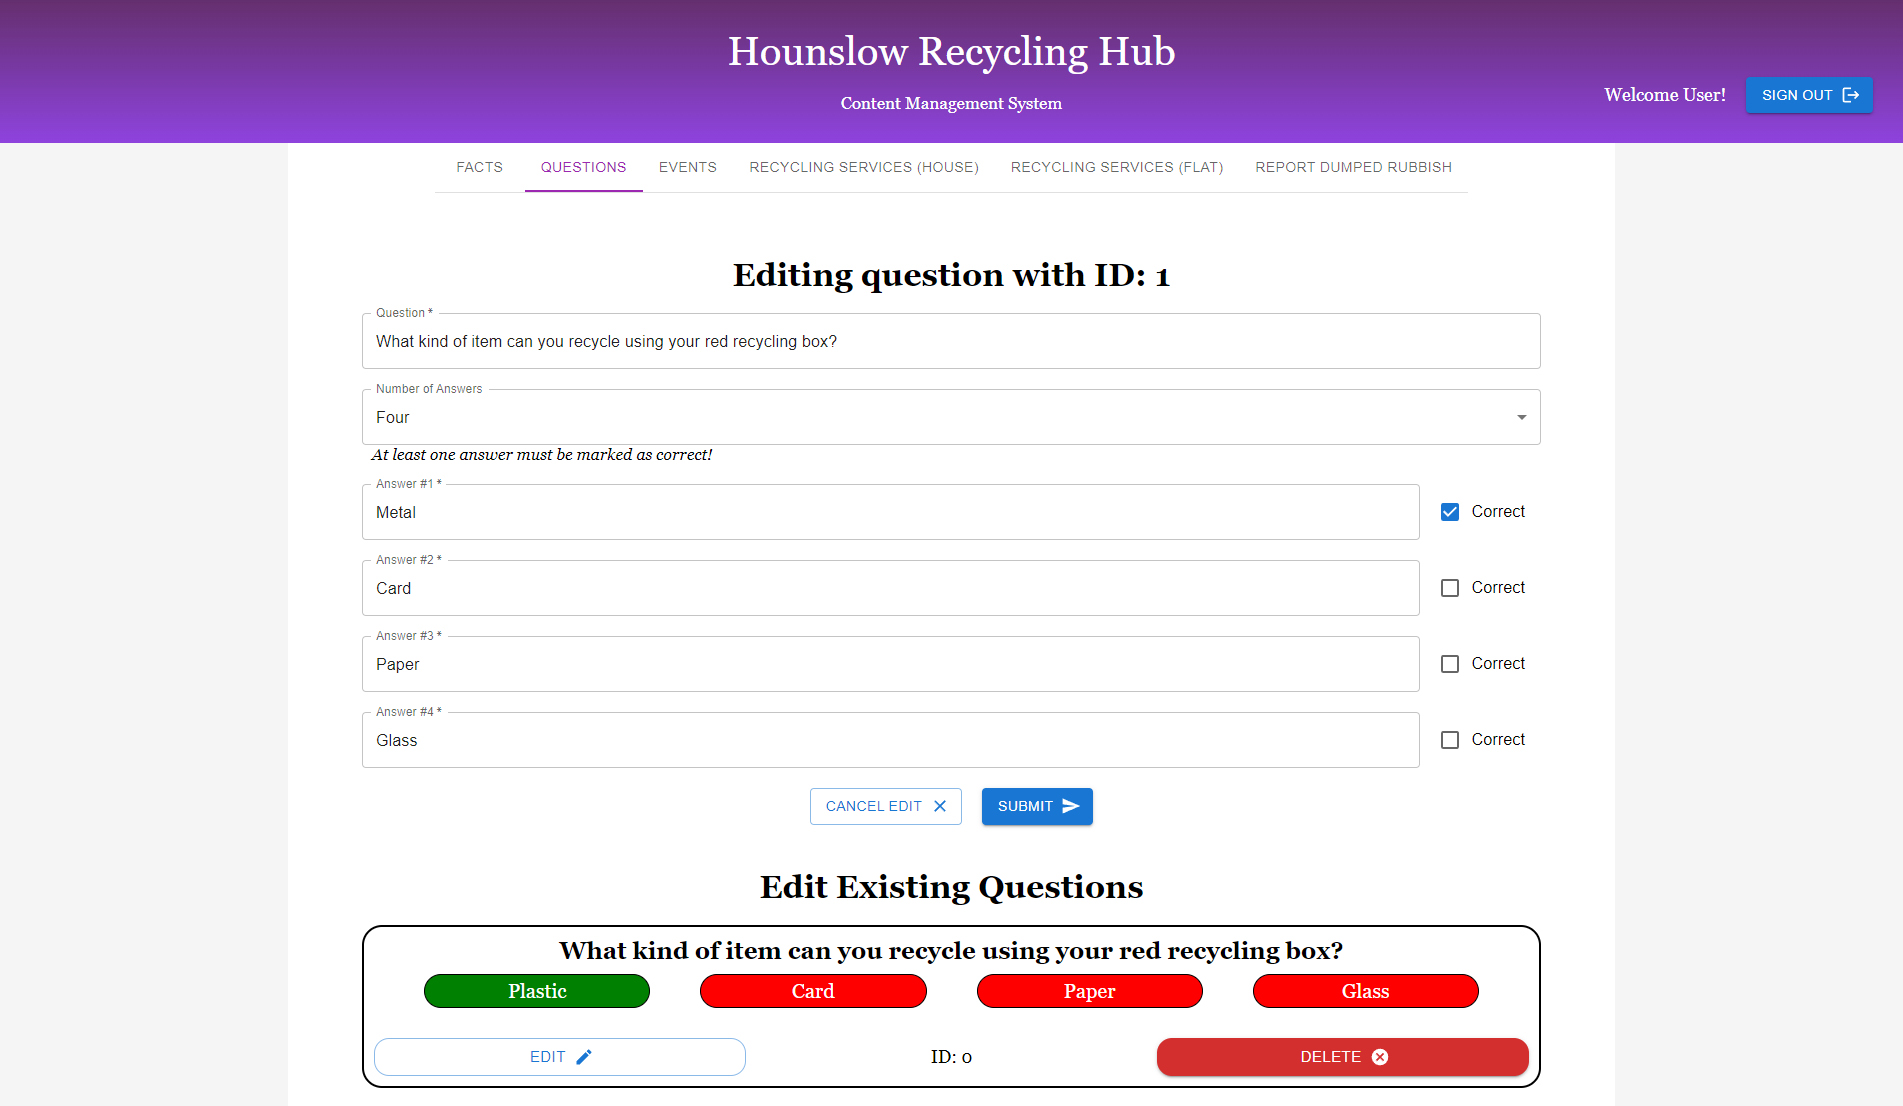 Hounslow Recycling Hub
Content Management System
Welcome User!
SIGN OUT
FACTS QUESTIONS EVENTS RECYCLING SERVICES (HOUSE) RECYCLING SERVICES (FLAT) REPORT DUMPED RUBBISH
Editing question with ID: 1
Question *
What kind of item can you recycle using your red recycling box?
Number of Answers
Four
At least one answer must be marked as correct!
Answer #1 *
Metal
Correct
Answer #2 *
Card
Correct
Answer #3 *
Paper
Correct
Answer #4 *
Glass
Correct
CANCEL EDIT SUBMIT
Edit Existing Questions
What kind of item can you recycle using your red recycling box?
Plastic Card Paper Glass
EDIT ID: 0 DELETE